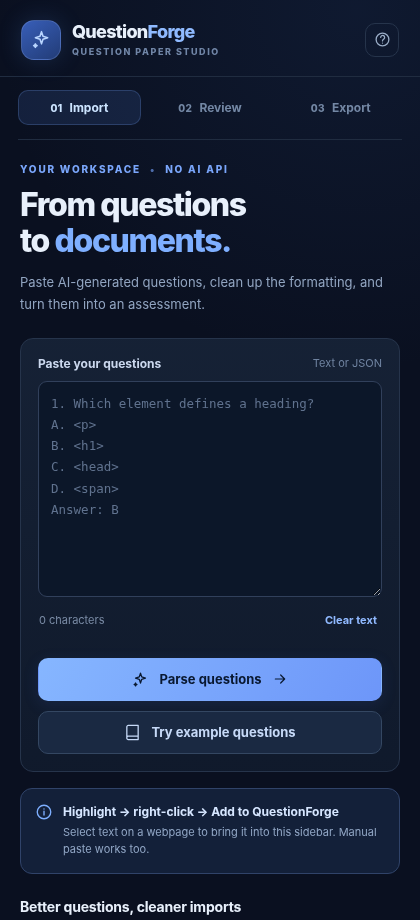 QuestionForge
QUESTION PAPER STUDIO
01 Import
02 Review
03 Export
YOUR WORKSPACE • NO AI API
From questions
to documents.
Paste AI-generated questions, clean up the formatting, and
turn them into an assessment.
Paste your questions
Text or JSON
1. Which element defines a heading?
A. <p>
B. <h1>
C. <head>
D. <span>
Answer: B
0 characters
Clear text
Parse questions →
Try example questions
Highlight → right-click → Add to QuestionForge
Select text on a webpage to bring it into this sidebar. Manual
paste works too.
Better questions, cleaner imports